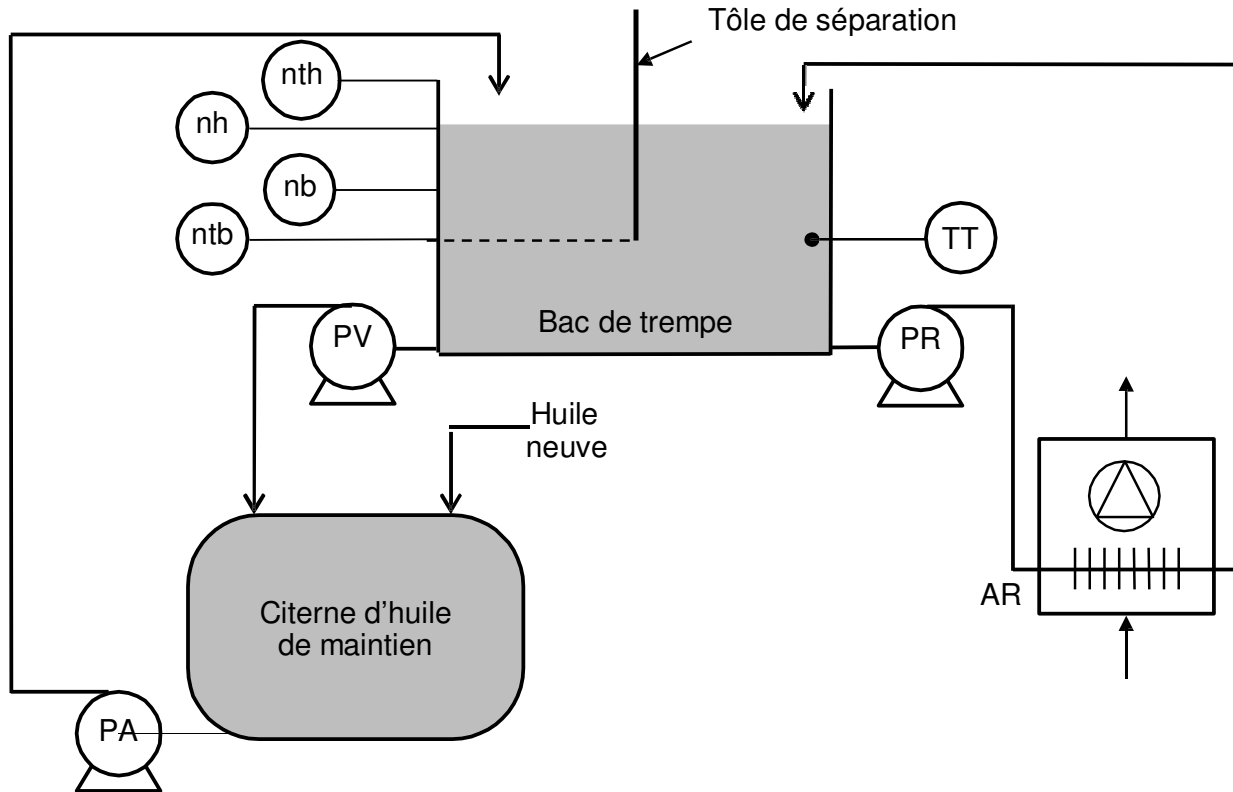 Tôle de séparation
nth
nh
nb
ntb
TT
Bac de trempe
PV
PR
Huile
neuve
AR
Citerne d’huile
de maintien
PA